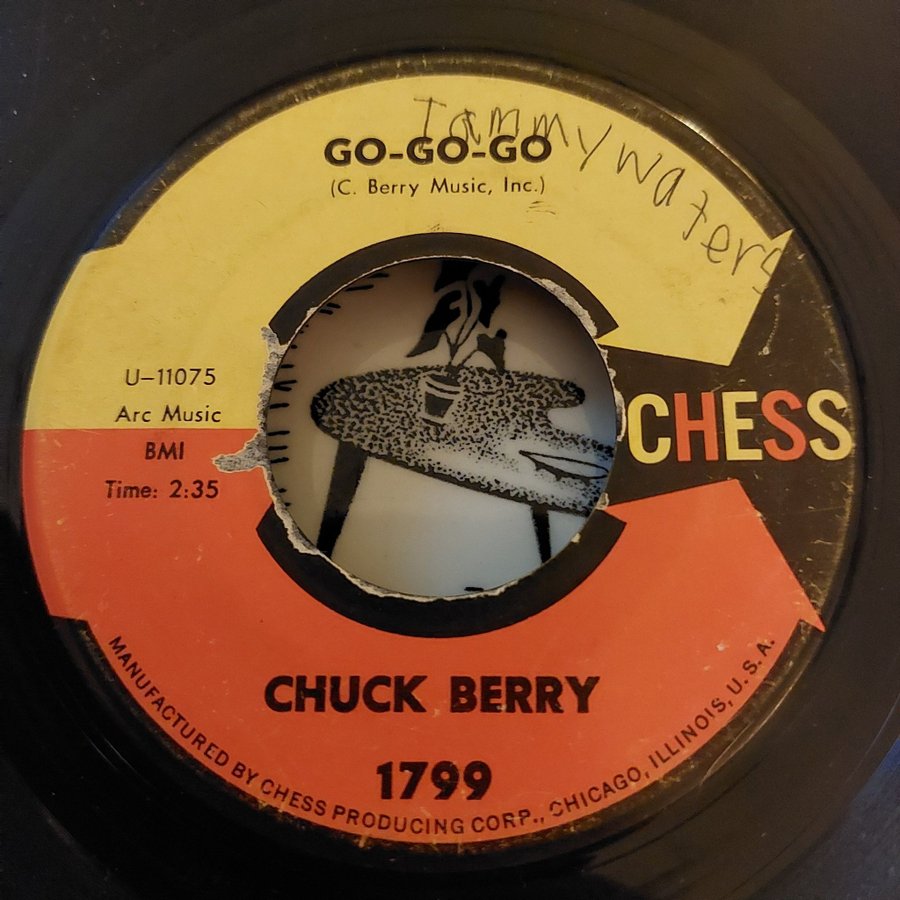 Tammy Waters
GO-GO-GO
(C. Berry Music, Inc.)
U-11075
Arc Music
BMI
Time: 2:35
CHESS
CHUCK BERRY
1799
MANUFACTURED BY CHESS PRODUCING CORP., CHICAGO, ILLINOIS, U.S.A.